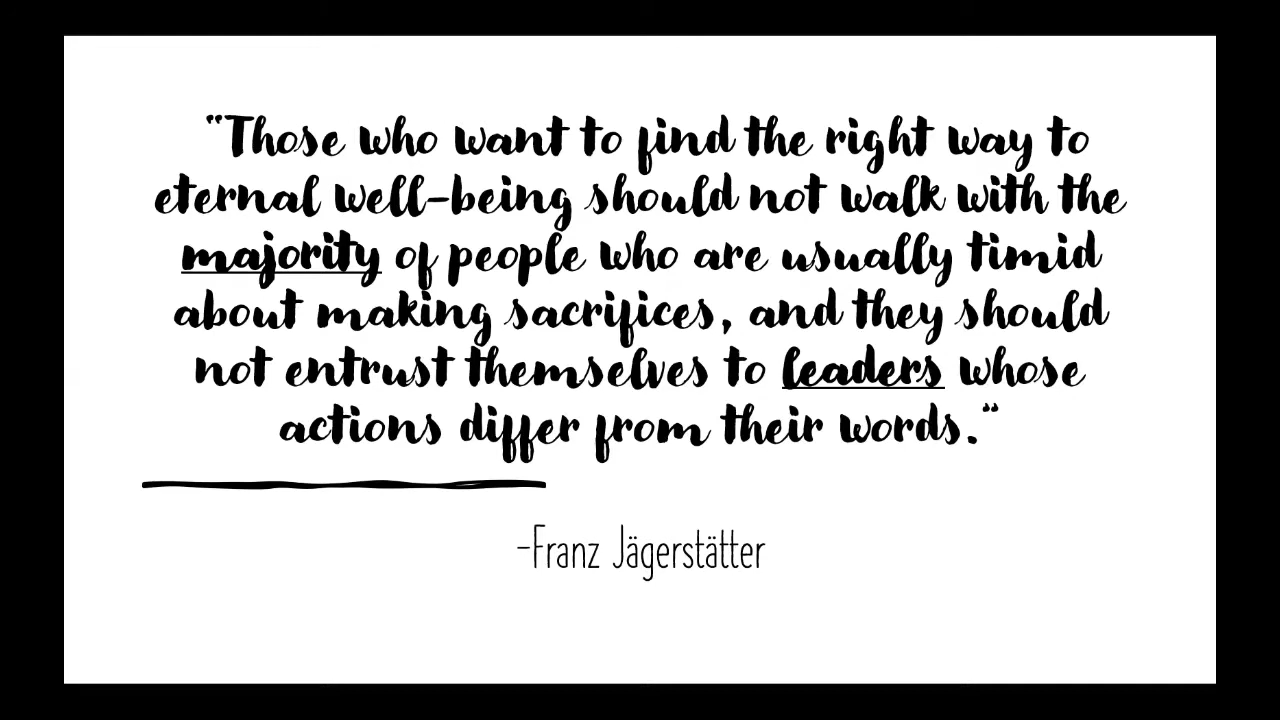 “Those who want to find the right way to
eternal well-being should not walk with the
majority of people who are usually timid
about making sacrifices, and they should
not entrust themselves to leaders whose
actions differ from their words.“
-Franz Jägerstätter